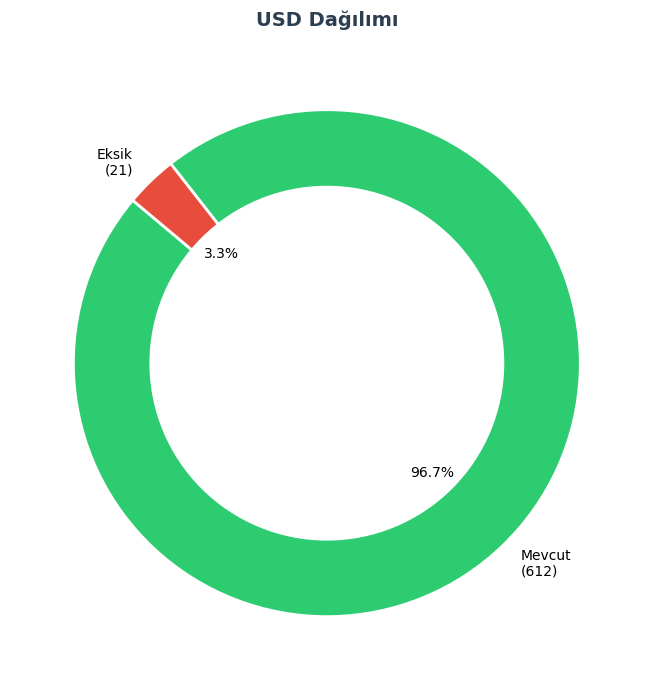 USD Dağılımı
Eksik
(21)
3.3%
96.7%
Mevcut
(612)